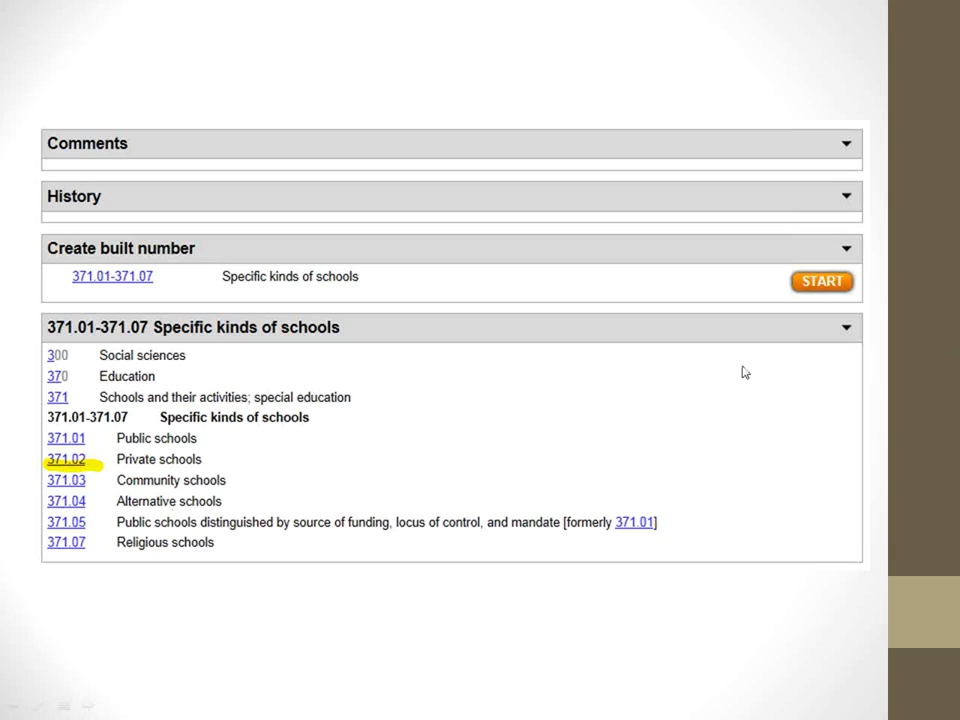 Comments
History
Create built number
371.01-371.07 Specific kinds of schools START
371.01-371.07 Specific kinds of schools
300 Social sciences
370 Education
371 Schools and their activities; special education
371.01-371.07 Specific kinds of schools
371.01 Public schools
371.02 Private schools
371.03 Community schools
371.04 Alternative schools
371.05 Public schools distinguished by source of funding, locus of control, and mandate [formerly 371.01]
371.07 Religious schools